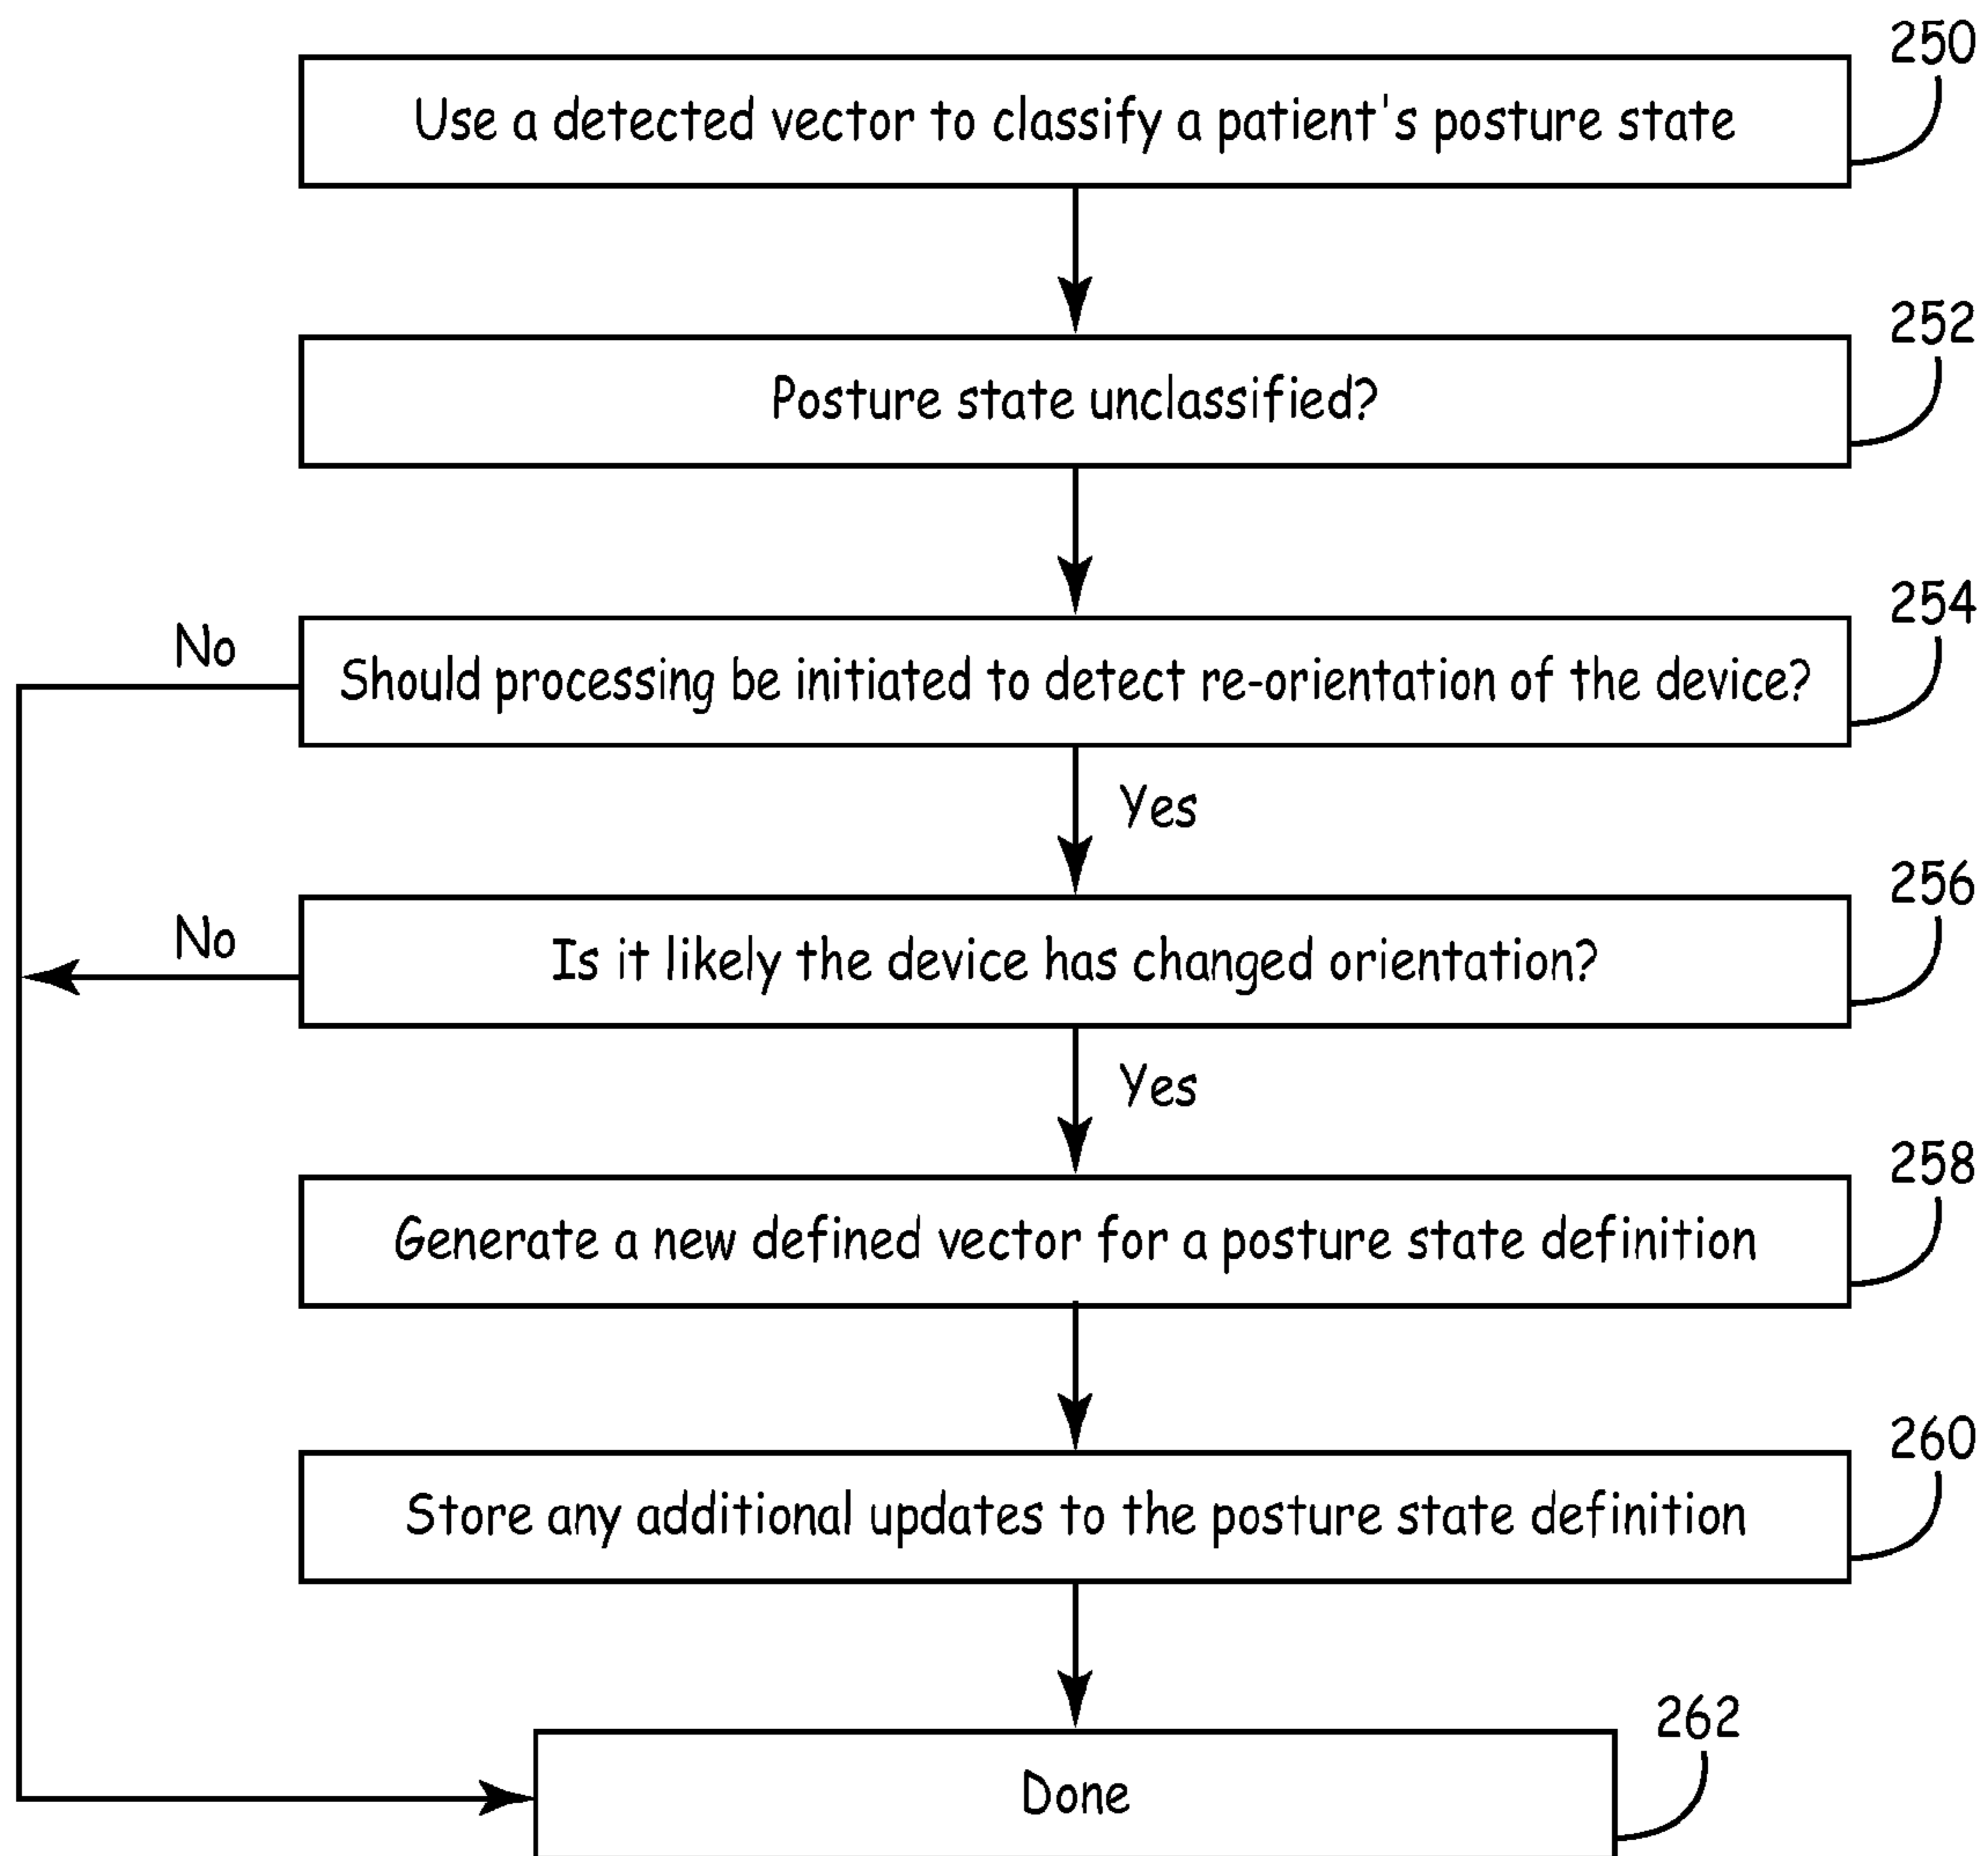 250
Use a detected vector to classify a patient's posture state
252
Posture state unclassified?
254
No
Should processing be initiated to detect re-orientation of the device?
Yes
256
No
Is it likely the device has changed orientation?
Yes
258
Generate a new defined vector for a posture state definition
260
Store any additional updates to the posture state definition
262
Done